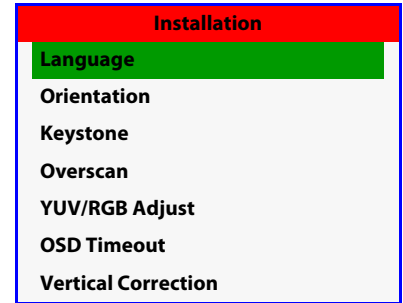 Installation
Language
Orientation
Keystone
Overscan
YUV/RGB Adjust
OSD Timeout
Vertical Correction